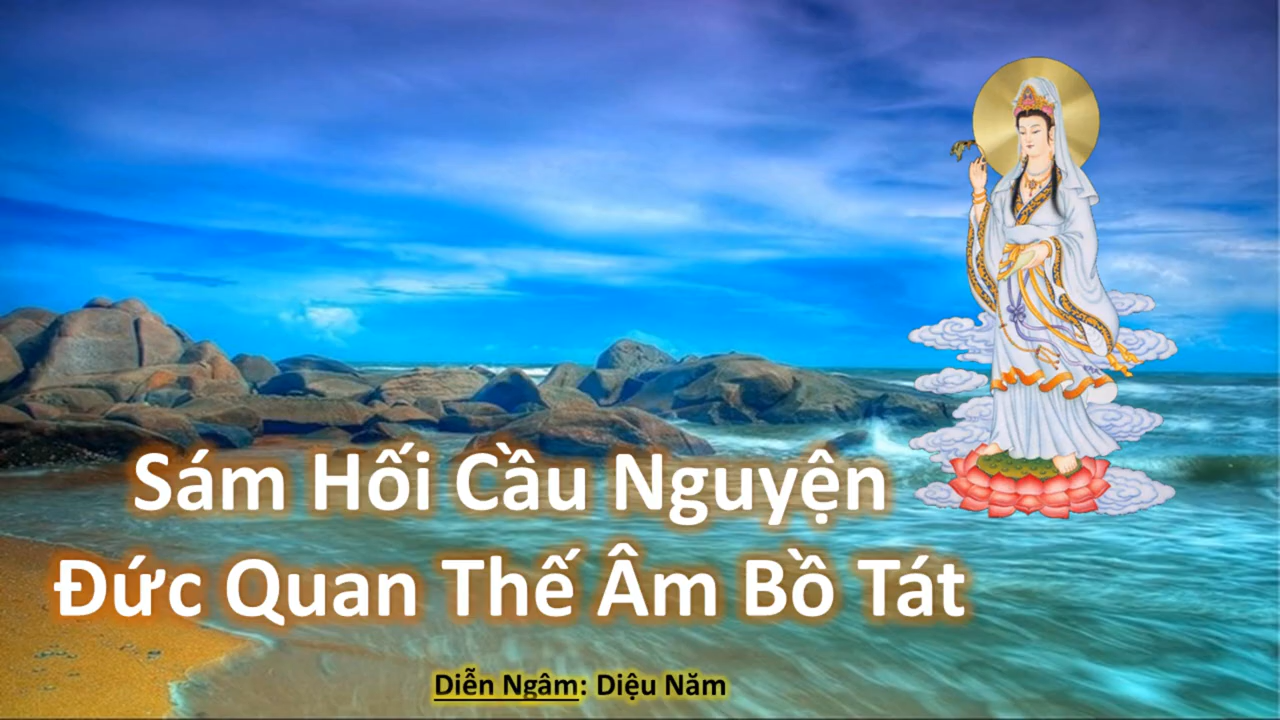 Sám Hối Cầu Nguyện
Đức Quan Thế Âm Bồ Tát
Diễn Ngâm: Diệu Năm